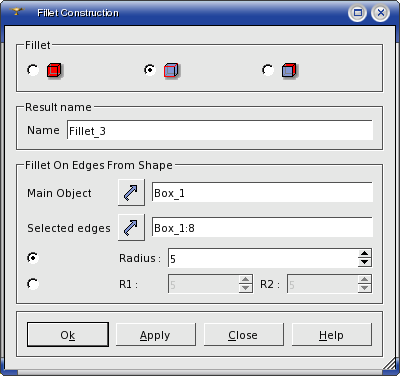 Fillet Construction
Fillet
Result name
Name Fillet_3
Fillet On Edges From Shape
Main Object Box_1
Selected edges Box_1:8
Radius : 5
R1 : 5 R2 : 5
Ok Apply Close Help